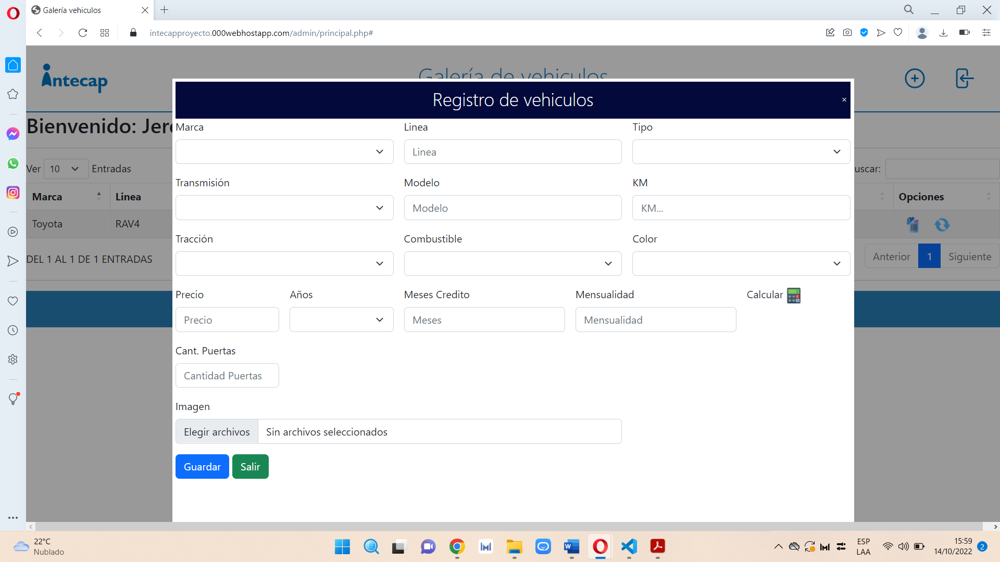 Galería vehiculos
intecapproyecto.000webhostapp.com/admin/principal.php#
intecap
Galería de vehiculos
Registro de vehiculos
×
Bienvenido: Jer
Marca
Linea
Tipo
Linea
Ver 10 Entradas
uscar:
Transmisión
Modelo
KM
Marca
Linea
Opciones
Modelo
KM...
Toyota
RAV4
Tracción
Combustible
Color
DEL 1 AL 1 DE 1 ENTRADAS
Anterior
1
Siguiente
Precio
Años
Meses Credito
Mensualidad
Calcular
Precio
Meses
Mensualidad
Cant. Puertas
Cantidad Puertas
Imagen
Elegir archivos
Sin archivos seleccionados
Guardar
Salir
22°C
Nublado
ESP
LAA
15:59
14/10/2022
2